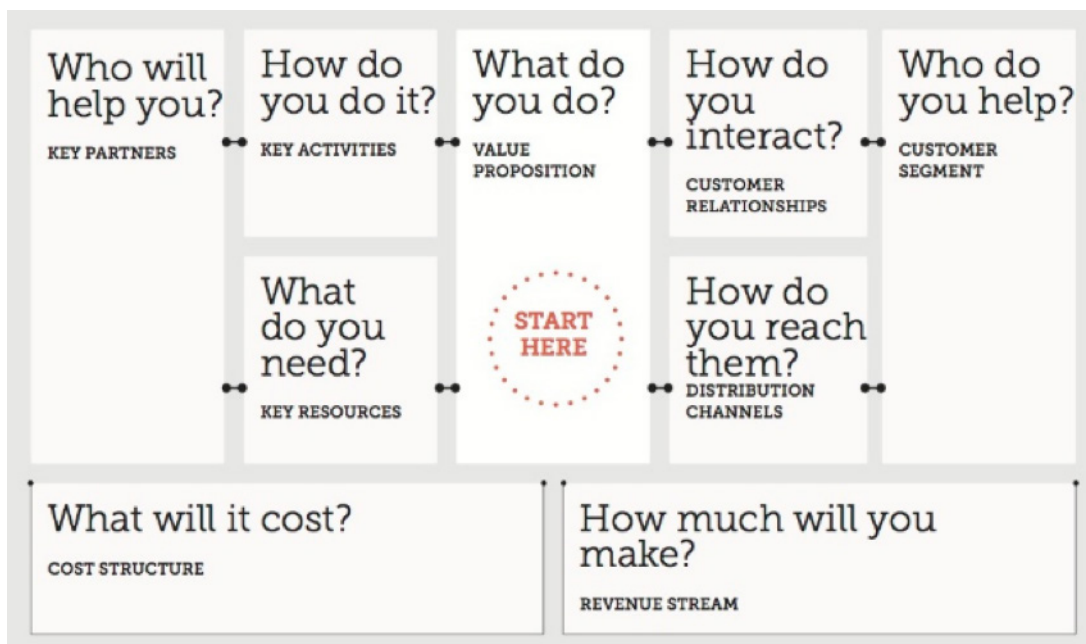 Who will
help you?
KEY PARTNERS
How do
you do it?
KEY ACTIVITIES
What
do you
need?
KEY RESOURCES
What do
you do?
VALUE
PROPOSITION
START
HERE
How do
you
interact?
CUSTOMER
RELATIONSHIPS
How do
you reach
them?
DISTRIBUTION
CHANNELS
Who do
you help?
CUSTOMER
SEGMENT
What will it cost?
COST STRUCTURE
How much will you
make?
REVENUE STREAM